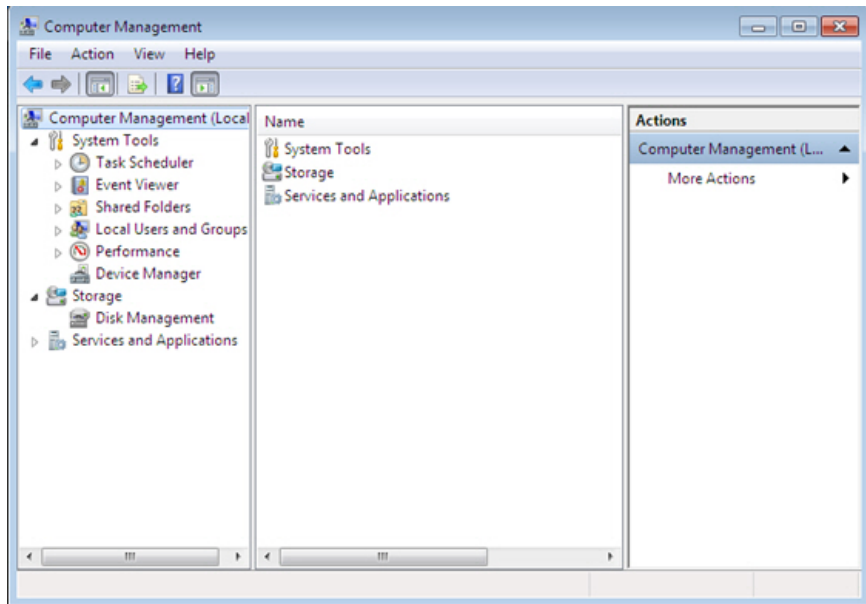 Computer Management
File Action View Help
Computer Management (Local
System Tools
Task Scheduler
Event Viewer
Shared Folders
Local Users and Groups
Performance
Device Manager
Storage
Disk Management
Services and Applications
Name
System Tools
Storage
Services and Applications
Actions
Computer Management (L...
More Actions